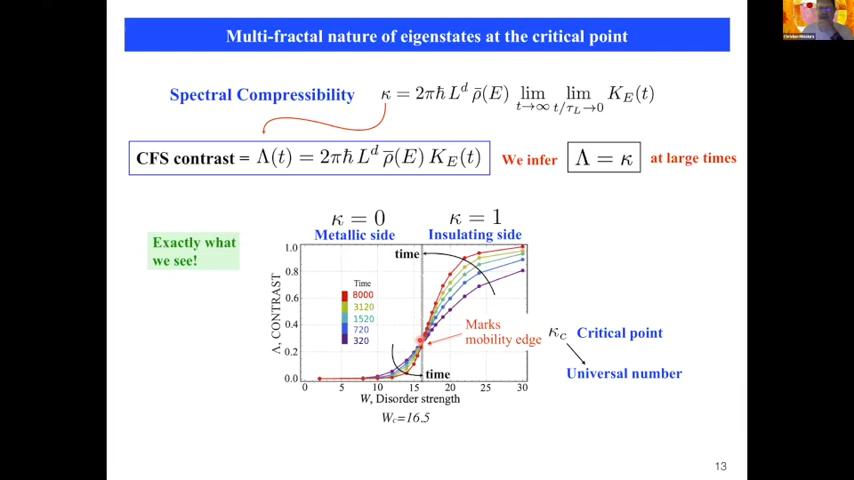 Multi-fractal nature of eigenstates at the critical point
Spectral Compressibility κ = 2πħ L^d ρ̄(E) lim_{t→∞} lim_{t/τ_L→0} K_E(t)
CFS contrast = Λ(t) = 2πħ L^d ρ̄(E) K_E(t)
We infer Λ = κ at large times
κ = 0 κ = 1
Metallic side Insulating side
Exactly what
we see!
time
Time
8000
3120
1520
720
320
Λ, CONTRAST
1.0
0.8
0.6
0.4
0.2
0.0
Marks
mobility edge
κ_c Critical point
time
Universal number
0 5 10 15 20 25 30
W, Disorder strength
W_c=16.5
13